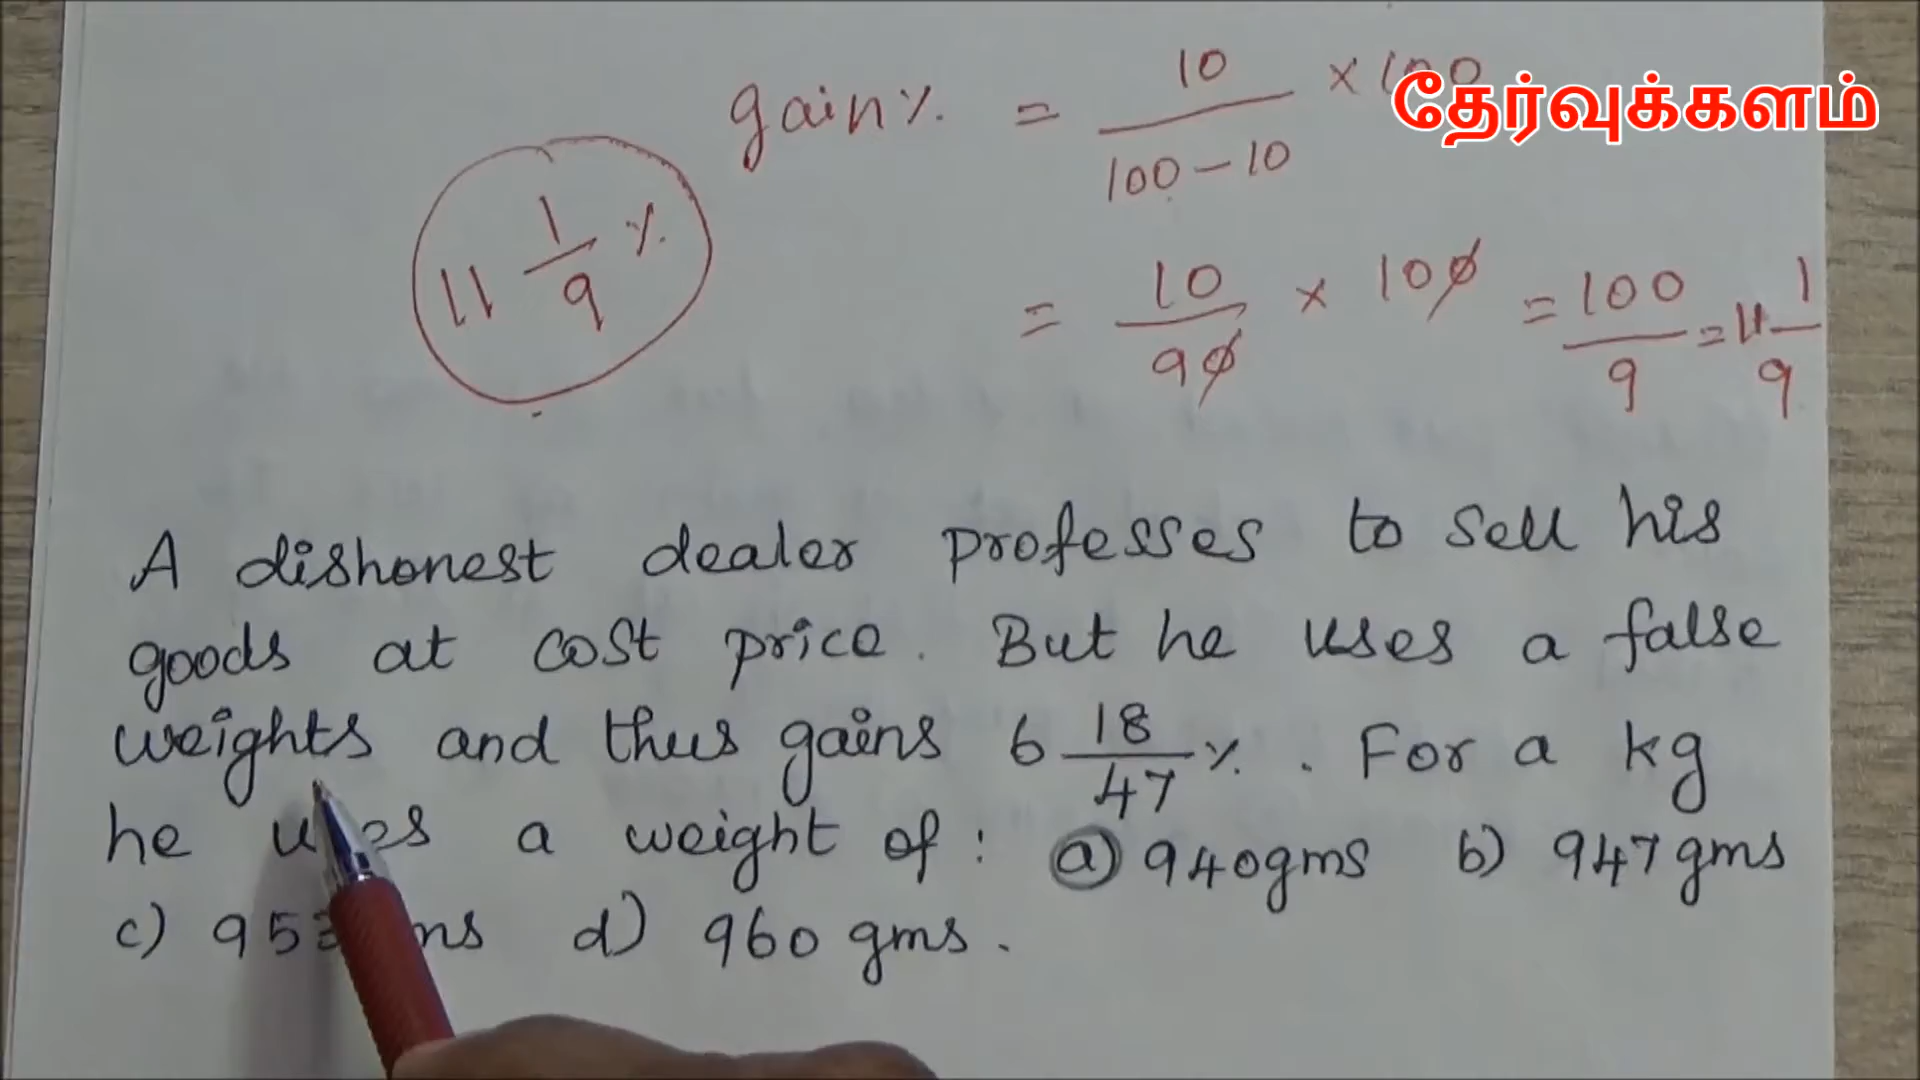 gain% = 10 / 100-10 × 100
தேர்வுக்களம்
11 1/9 %
= 10/90 × 100 = 100/9 = 11 1/9
A dishonest dealer professes to sell his
goods at cost price. But he uses a false
weights and thus gains 6 18/47 %. For a kg
he uses a weight of : a) 940gms b) 947gms
c) d) 960 gms.